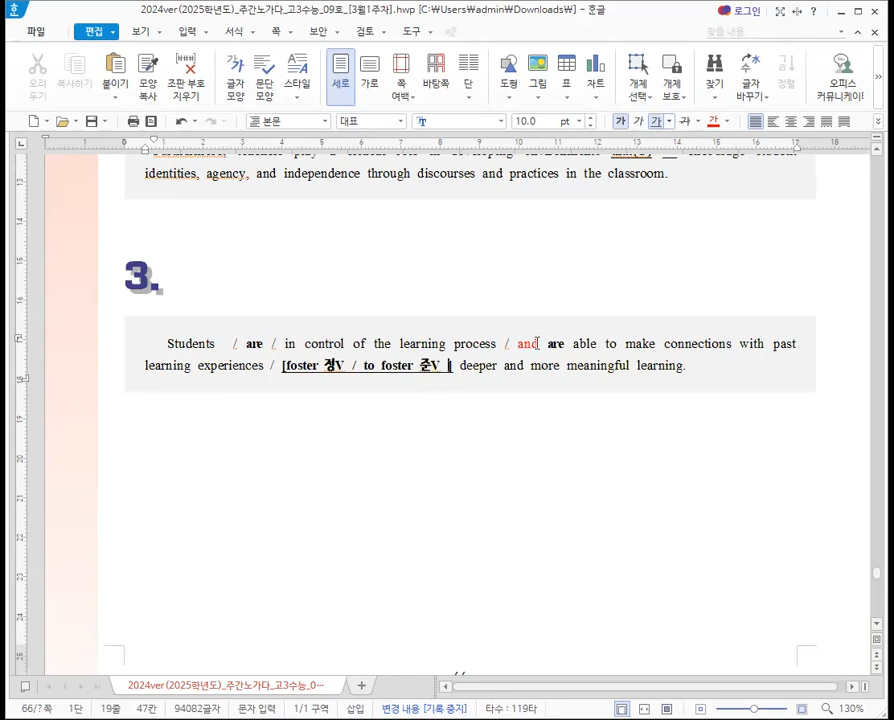 2024ver(2025학년도)_주간노가다_고3수능_09호_[3월1주차].hwp [C:₩Users₩admin₩Downloads₩] – 한글
로그인
파일 편집 보기 입력 서식 쪽 보안 검토 도구 찾을 내용
오려 두기 복사하기 붙이기 모양 복사 조판 부호 지우기 글자 모양 문단 모양 스타일 세로 가로 쪽 여백 바탕쪽 단 도형 그림 표 차트 개체 선택 개체 보호 찾기 글자 바꾸기 정렬 오피스 커뮤니케이
본문 대표 10.0 pt 가 가 가 가 가
identities, agency, and independence through discourses and practices in the classroom.
3.
Students / are / in control of the learning process / and are able to make connections with past
learning experiences / [foster 정V / to foster 준V ] deeper and more meaningful learning.
2024ver(2025학년도)_주간노가다_고3수능_0…
66/?쪽 1단 19줄 47칸 94082글자 문자 입력 1/1 구역 삽입 변경 내용 [기록 중지] 타수 : 119타 130%